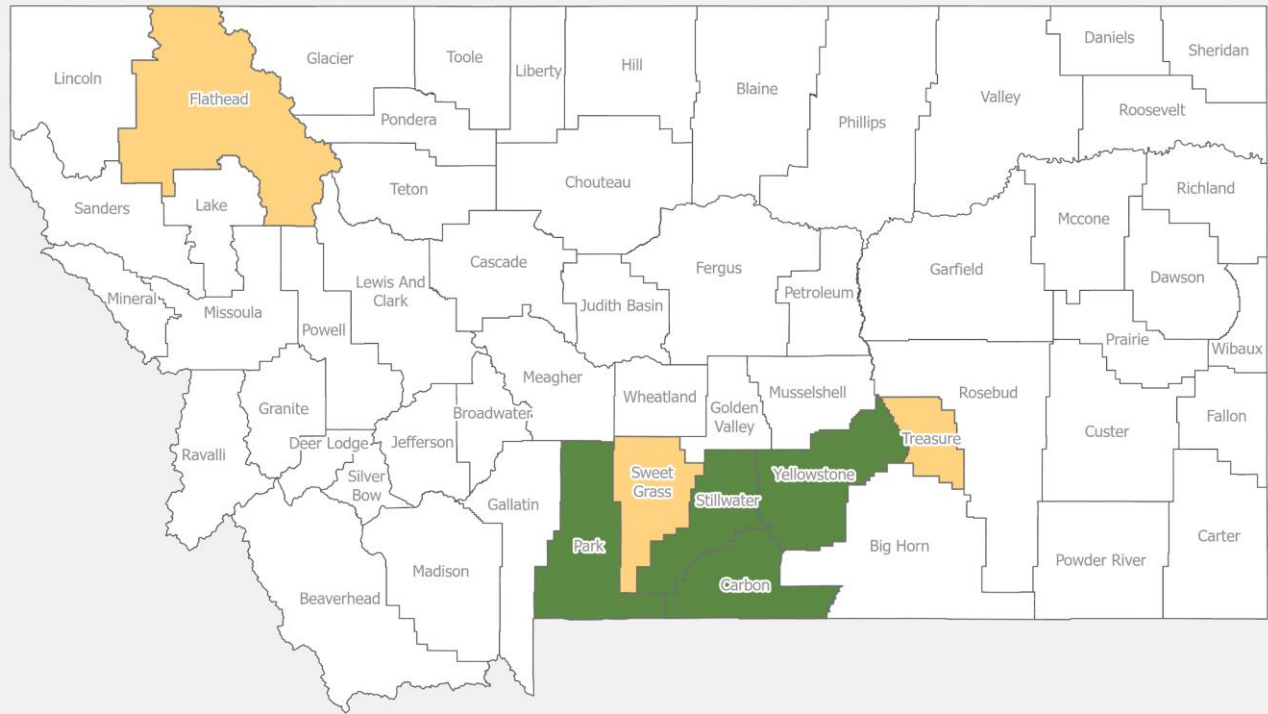 Lincoln
Flathead
Glacier
Toole
Liberty
Hill
Blaine
Phillips
Valley
Daniels
Sheridan
Roosevelt
Pondera
Teton
Chouteau
Sanders
Lake
Richland
Mccone
Cascade
Fergus
Garfield
Dawson
Lewis And
Clark
Judith Basin
Petroleum
Mineral
Missoula
Powell
Prairie
Wibaux
Meagher
Wheatland
Musselshell
Rosebud
Granite
Broadwater
Golden
Valley
Fallon
Custer
Ravalli
Deer Lodge
Jefferson
Treasure
Silver
Bow
Sweet
Grass
Yellowstone
Gallatin
Stillwater
Park
Big Horn
Carter
Powder River
Madison
Carbon
Beaverhead